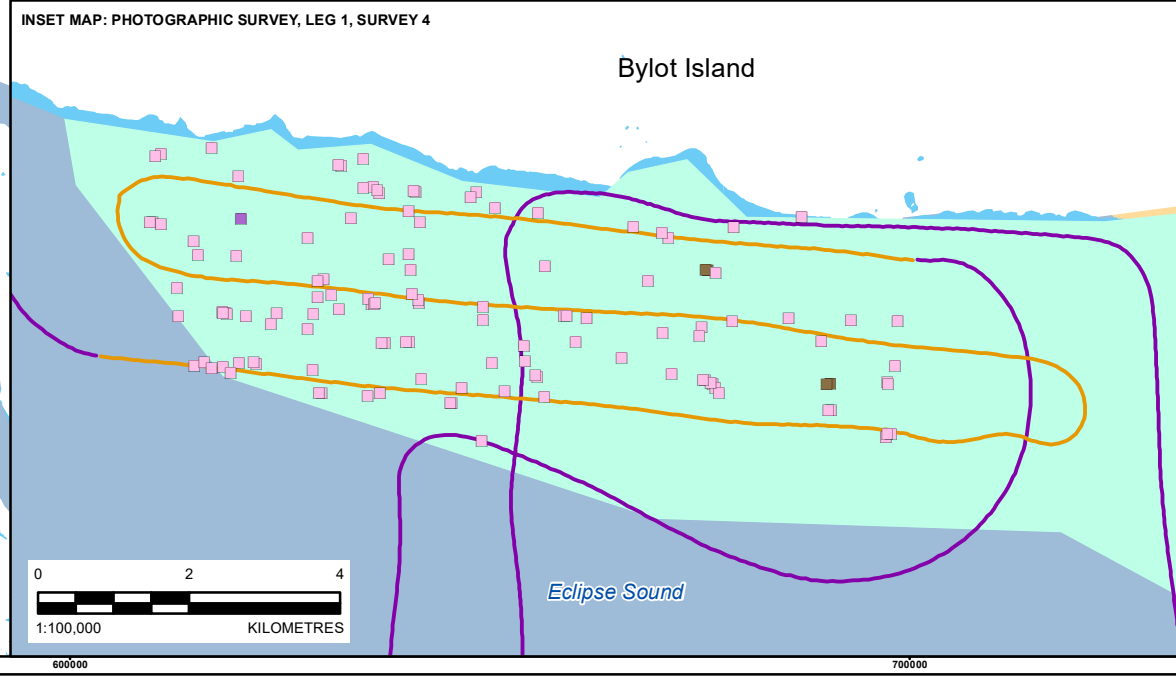 INSET MAP: PHOTOGRAPHIC SURVEY, LEG 1, SURVEY 4
Bylot Island
Eclipse Sound
0 2 4
1:100,000 KILOMETRES
600000 700000